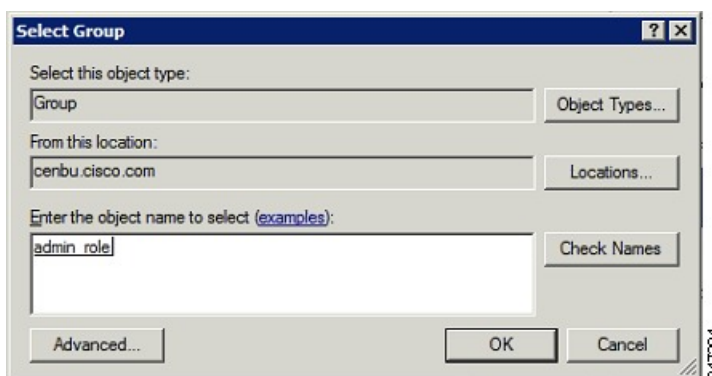 Select Group
Select this object type:
Group
Object Types...
From this location:
cenbu.cisco.com
Locations...
Enter the object name to select (examples):
admin_role
Check Names
Advanced...
OK
Cancel